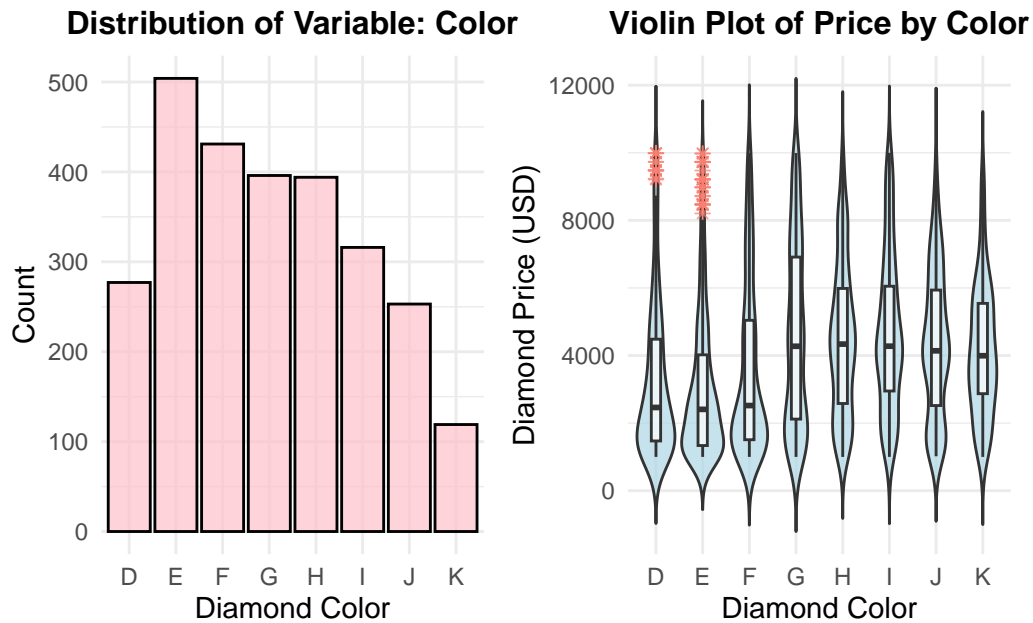 Distribution of Variable: Color
Count
500
400
300
200
100
0
D E F G H I J K
Diamond Color
Violin Plot of Price by Color
Diamond Price (USD)
12000
8000
4000
0
D E F G H I J K
Diamond Color